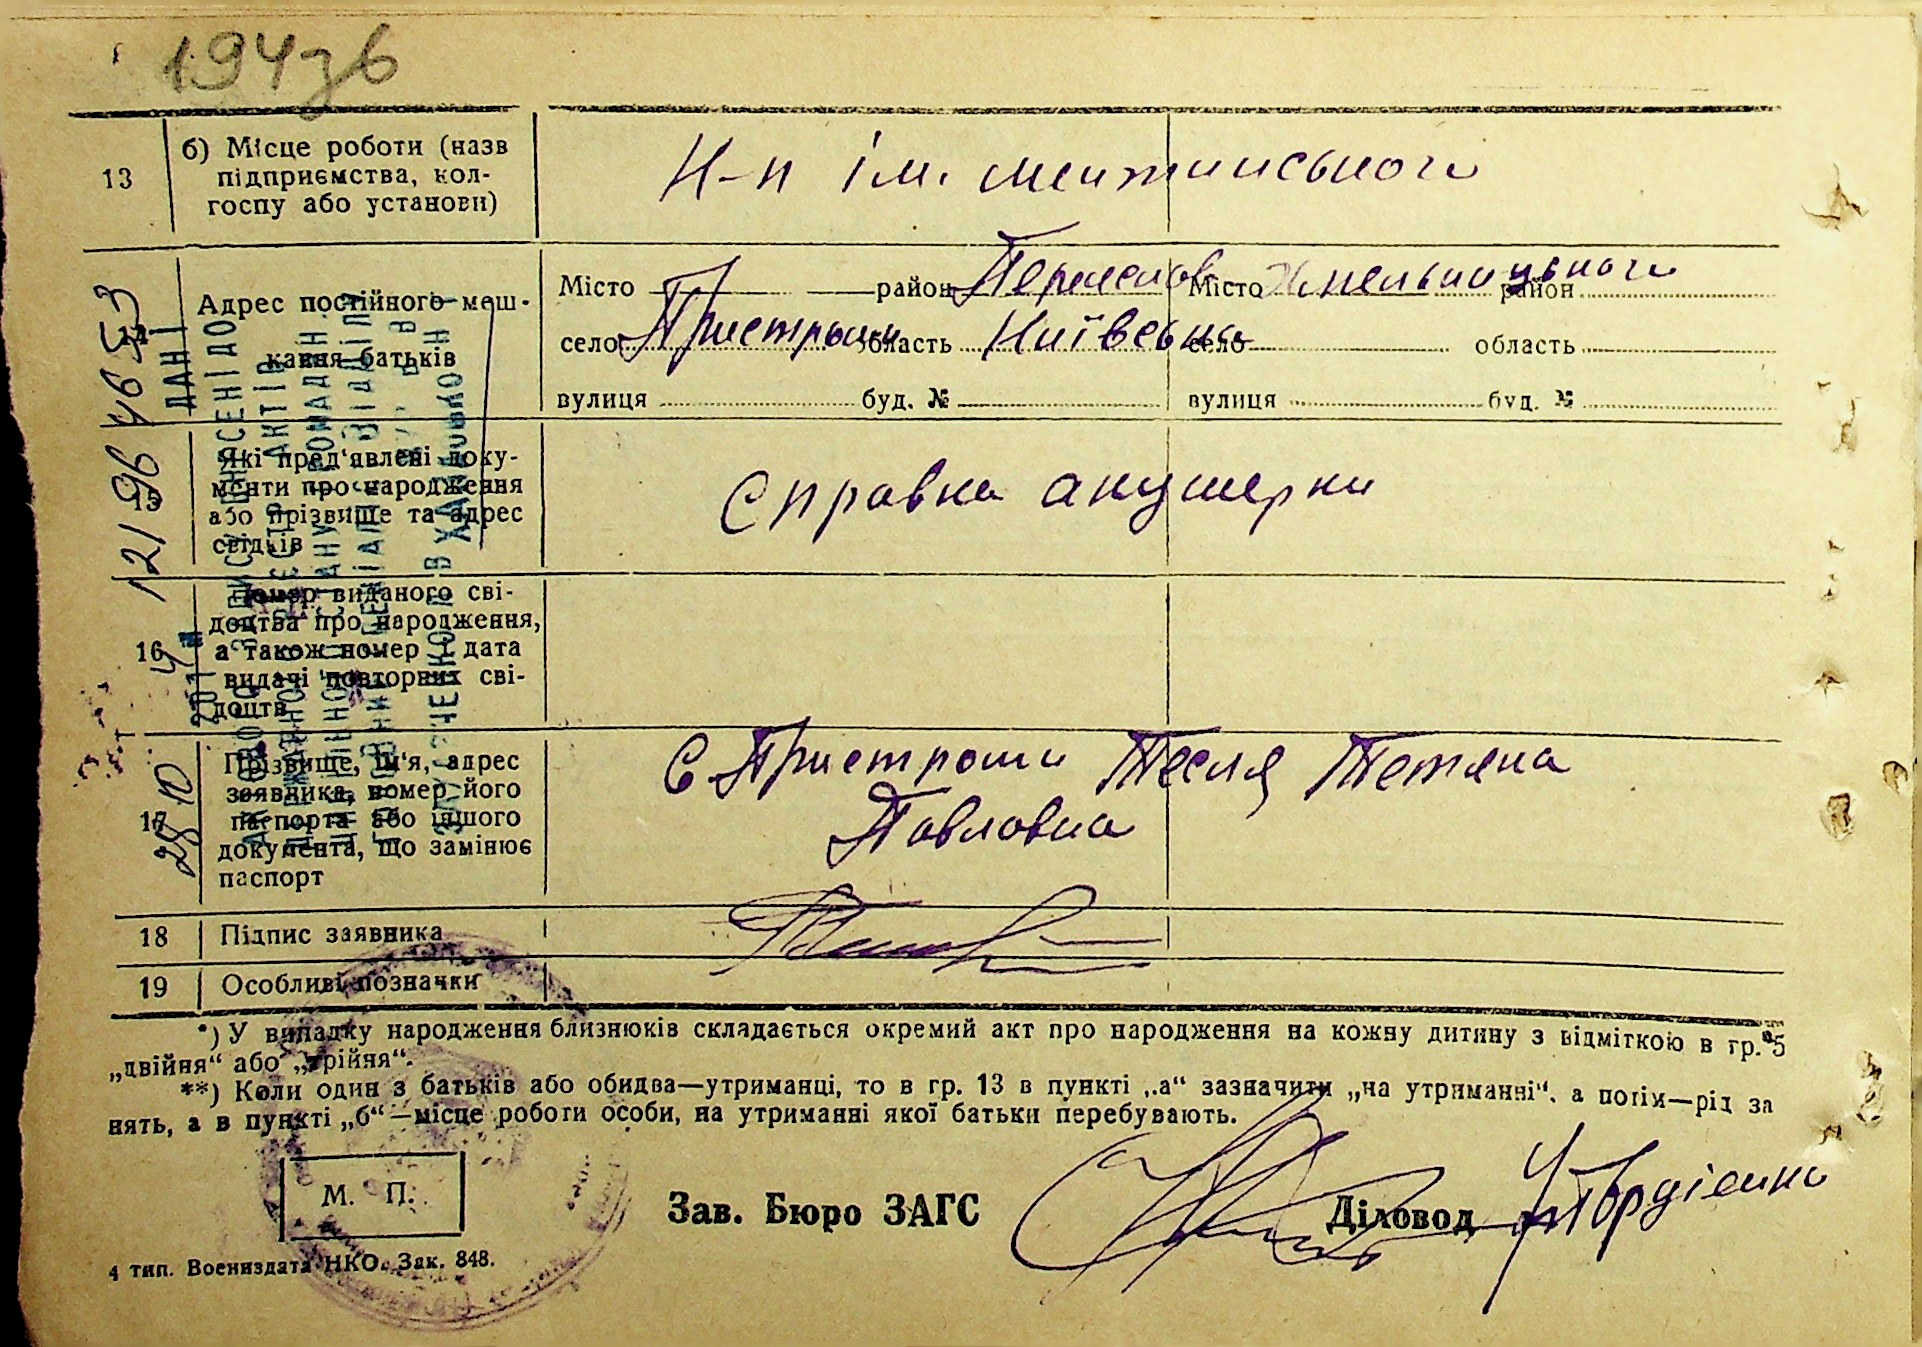 13
б) Місце роботи (назв
підприємства, кол-
госпу або установи)
К-п ім.
Адрес постійного меш-
кання батьків
Місто район Переяслов Місто Хмельницького район
село Пристроми область Київська село область
вулиця буд. № вулиця буд. №
15
Які пред'явлені доку-
менти про народження
або прізвище та адрес
свідків
Справка акушерки
16
Номер виданого сві-
доцтва про народження,
а також номер і дата
видачі повторних сві-
доцтв
17
Прізвище, ім'я, адрес
заявника, номер його
паспорта або іншого
документа, що замінює
паспорт
С Пристроми Тесля Тетяна
Павловна
18 Підпис заявника
19 Особливі позначки
*) У випадку народження близнюків складається окремий акт про народження на кожну дитину з відміткою в гр. 5
„двійня“ або „трійня“.
**) Коли один з батьків або обидва—утриманці, то в гр. 13 в пункті „а“ зазначити „на утриманні“, а потім—рід за
нять, а в пункті „б“—місце роботи особи, на утриманні якої батьки перебувають.
М. П.
Зав. Бюро ЗАГС
Діловод
4 тип. Воениздата НКО. Зак. 848.